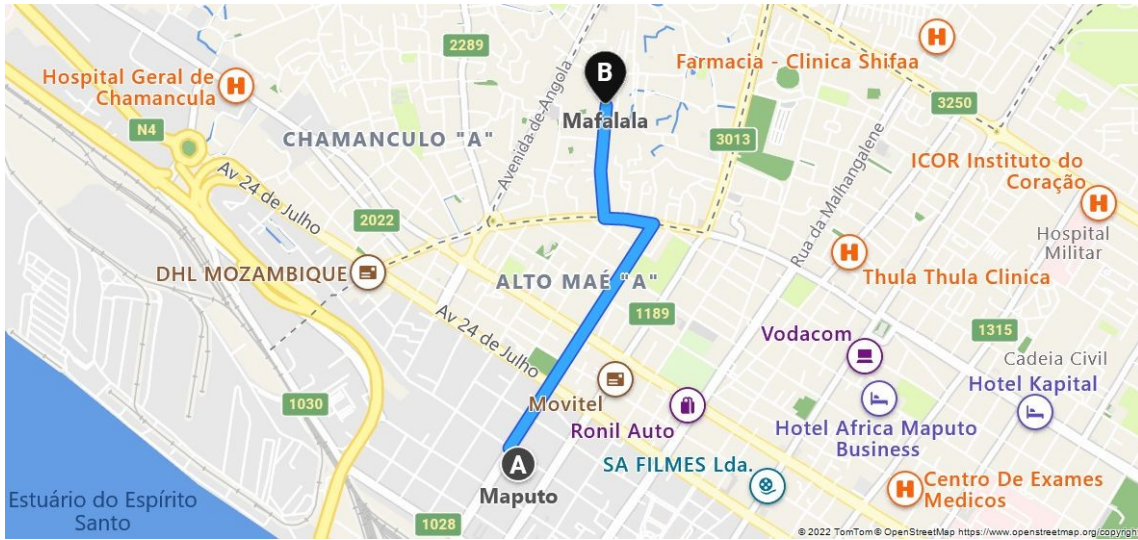 2289
B
Farmacia - Clinica Shifaa
Hospital Geral de
Chamancula
H
H
Mafalala
3250
N4
CHAMANCULO "A"
Avenida de Angola
3013
ICOR Instituto do
Coração
H
Av 24 de Julho
2022
Rua da Malhangalene
Hospital
Militar
DHL MOZAMBIQUE
ALTO MAÉ "A"
H
Thula Thula Clinica
1189
Av 24 de Julho
1315
Vodacom
Cadeia Civil
Movitel
Hotel Kapital
1030
Ronil Auto
Hotel Africa Maputo
Business
A
SA FILMES Lda.
Maputo
H
Centro De Exames
Medicos
Estuário do Espírito
Santo
1028
© 2022 TomTom © OpenStreetMap https://www.openstreetmap.org/copyrigh